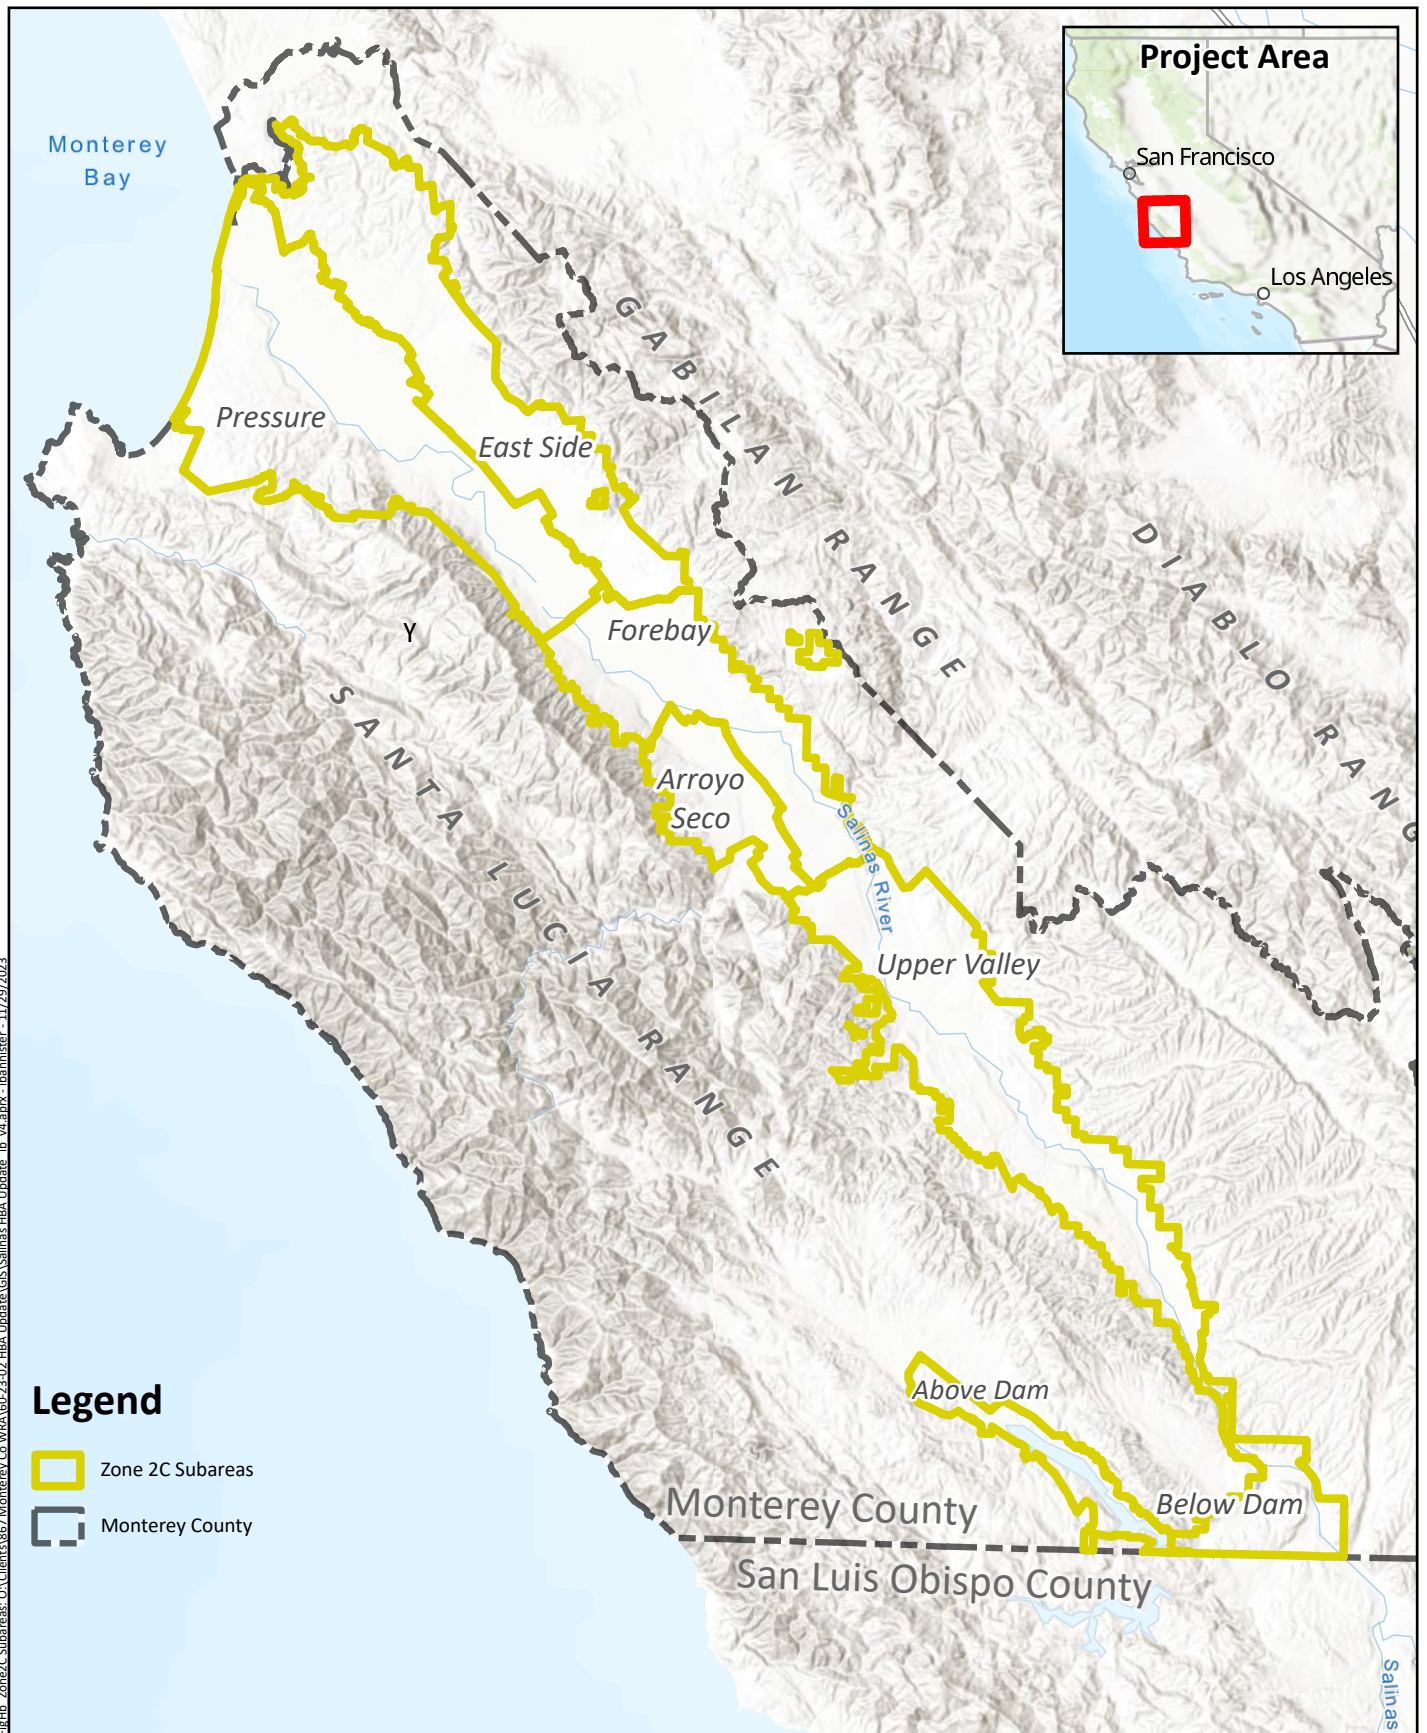 Project Area
San Francisco
Los Angeles
Monterey
Bay
GABILAN RANGE
DIABLO RANG
Pressure
East Side
Forebay
Y
SANTA LUCIA RANGE
Arroyo
Seco
Salinas River
Upper Valley
Above Dam
Below Dam
Monterey County
San Luis Obispo County
Salinas
Legend
Zone 2C Subareas
Monterey County